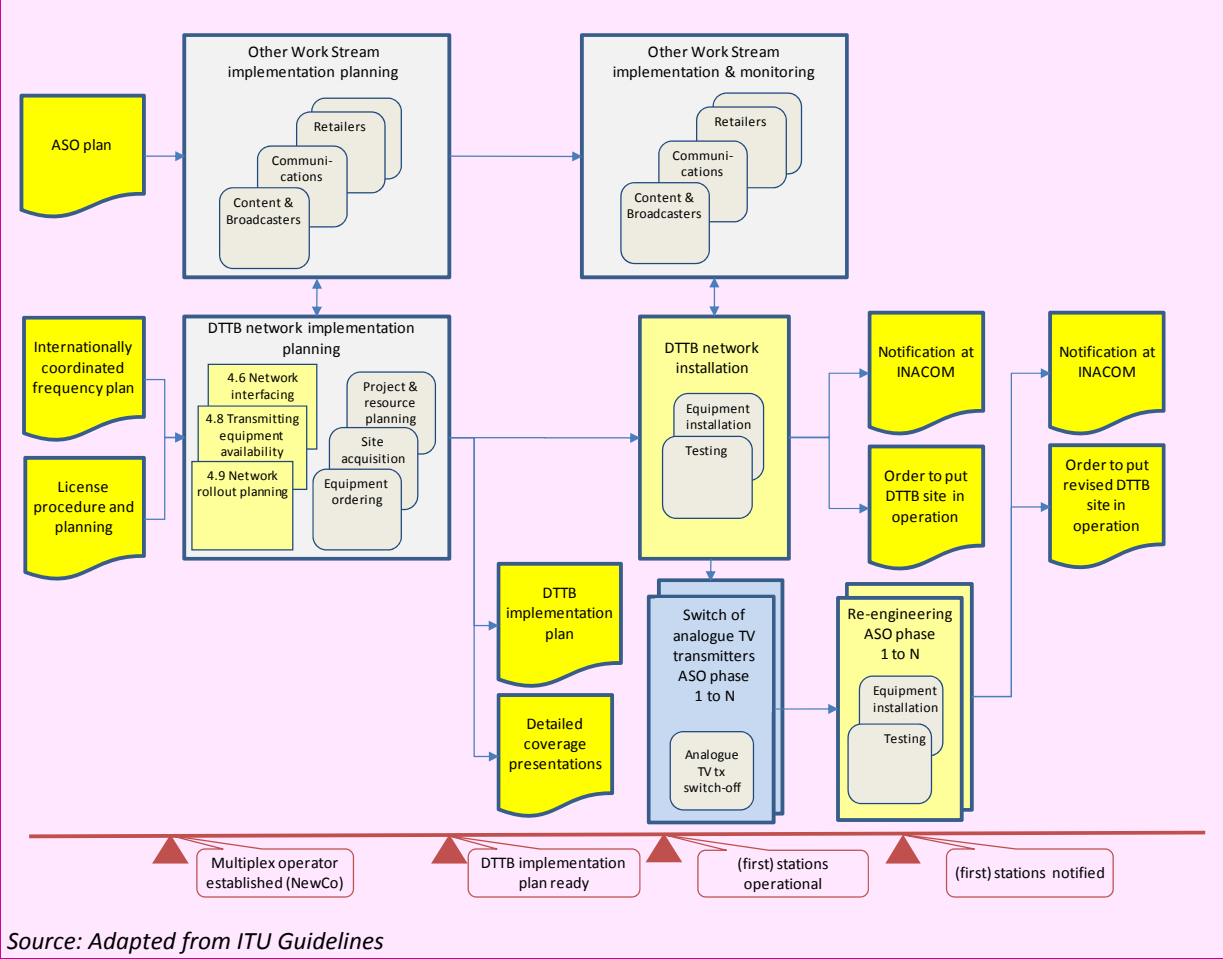 Other Work Stream
implementation planning
Retailers
Communi-
cations
Content &
Broadcasters
Other Work Stream
implementation & monitoring
Retailers
Communi-
cations
Content &
Broadcasters
ASO plan
Internationally
coordinated
frequency plan
License
procedure and
planning
DTTB network implementation
planning
4.6 Network
interfacing
4.8 Transmitting
equipment
availability
4.9 Network
rollout planning
Project &
resource
planning
Site
acquisition
Equipment
ordering
DTTB network
installation
Equipment
installation
Testing
Notification at
INACOM
Order to put
DTTB site in
operation
Notification at
INACOM
Order to put
revised DTTB
site in
operation
DTTB
implementation
plan
Detailed
coverage
presentations
Switch of
analogue TV
transmitters
ASO phase
1 to N
Analogue
TV tx
switch-off
Re-engineering
ASO phase
1 to N
Equipment
installation
Testing
Multiplex operator
established (NewCo)
DTTB implementation
plan ready
(first) stations
operational
(first) stations notified
Source: Adapted from ITU Guidelines